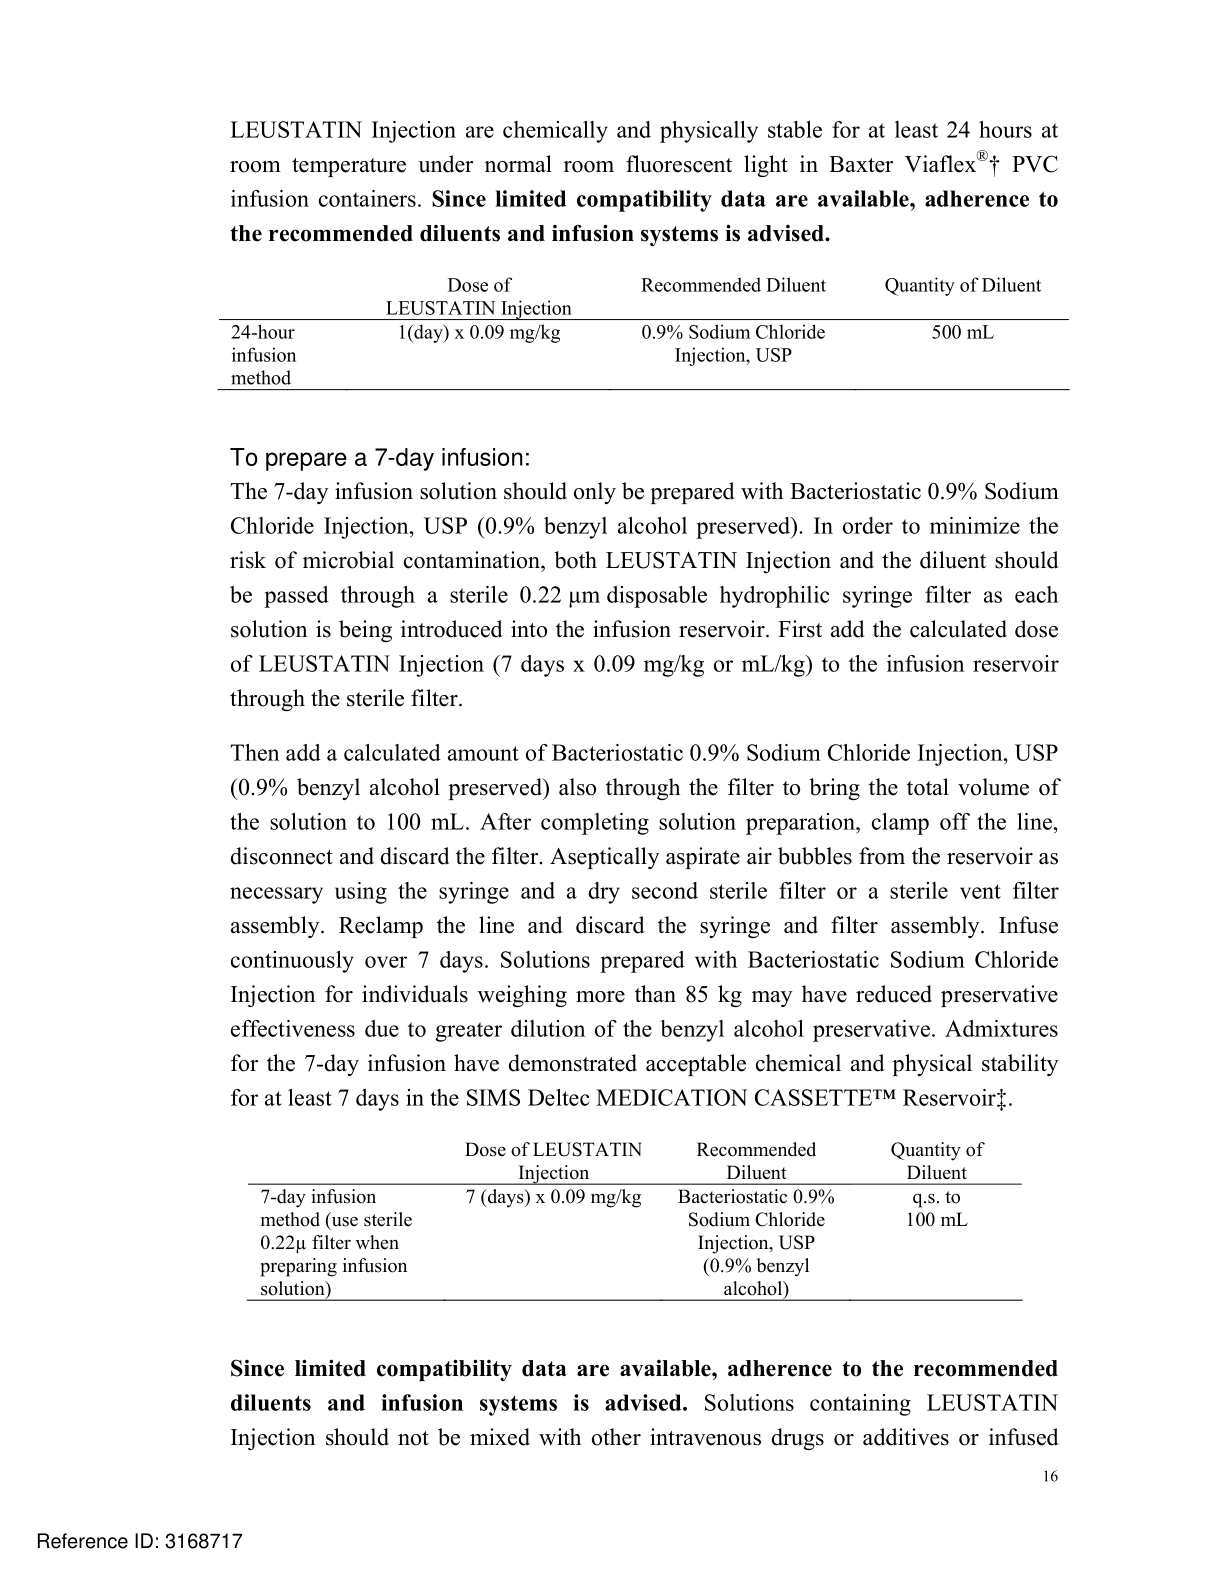 LEUSTATIN Injection are chemically and physically stable for at least 24 hours at
room temperature under normal room fluorescent light in Baxter Viaflex®† PVC
infusion containers. Since limited compatibility data are available, adherence to
the recommended diluents and infusion systems is advised.
Dose of Recommended Diluent Quantity of Diluent
LEUSTATIN Injection
24-hour 1(day) x 0.09 mg/kg 0.9% Sodium Chloride 500 mL
infusion Injection, USP
method
To prepare a 7-day infusion:
The 7-day infusion solution should only be prepared with Bacteriostatic 0.9% Sodium
Chloride Injection, USP (0.9% benzyl alcohol preserved). In order to minimize the
risk of microbial contamination, both LEUSTATIN Injection and the diluent should
be passed through a sterile 0.22 µm disposable hydrophilic syringe filter as each
solution is being introduced into the infusion reservoir. First add the calculated dose
of LEUSTATIN Injection (7 days x 0.09 mg/kg or mL/kg) to the infusion reservoir
through the sterile filter.
Then add a calculated amount of Bacteriostatic 0.9% Sodium Chloride Injection, USP
(0.9% benzyl alcohol preserved) also through the filter to bring the total volume of
the solution to 100 mL. After completing solution preparation, clamp off the line,
disconnect and discard the filter. Aseptically aspirate air bubbles from the reservoir as
necessary using the syringe and a dry second sterile filter or a sterile vent filter
assembly. Reclamp the line and discard the syringe and filter assembly. Infuse
continuously over 7 days. Solutions prepared with Bacteriostatic Sodium Chloride
Injection for individuals weighing more than 85 kg may have reduced preservative
effectiveness due to greater dilution of the benzyl alcohol preservative. Admixtures
for the 7-day infusion have demonstrated acceptable chemical and physical stability
for at least 7 days in the SIMS Deltec MEDICATION CASSETTE™ Reservoir‡.
Dose of LEUSTATIN Recommended Quantity of
Injection Diluent Diluent
7-day infusion 7 (days) x 0.09 mg/kg Bacteriostatic 0.9% q.s. to
method (use sterile Sodium Chloride 100 mL
0.22µ filter when Injection, USP
preparing infusion (0.9% benzyl
solution) alcohol)
Since limited compatibility data are available, adherence to the recommended
diluents and infusion systems is advised. Solutions containing LEUSTATIN
Injection should not be mixed with other intravenous drugs or additives or infused
16
Reference ID: 3168717